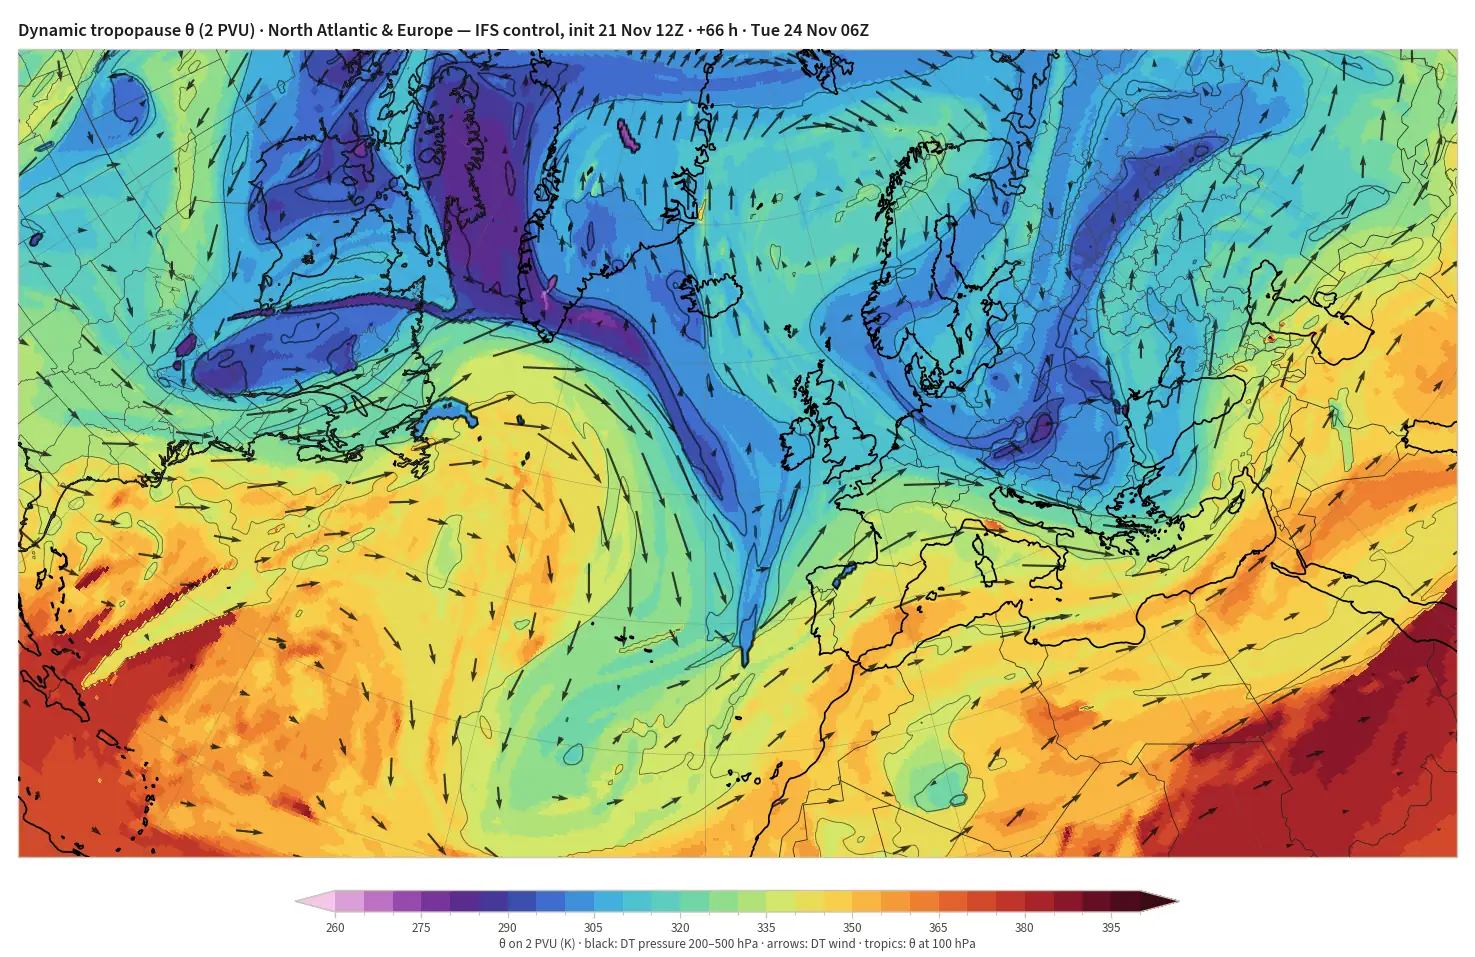 Dynamic tropopause θ (2 PVU) · North Atlantic & Europe — IFS control, init 21 Nov 12Z · +66 h · Tue 24 Nov 06Z
260 275 290 305 320 335 350 365 380 395
θ on 2 PVU (K) · black: DT pressure 200–500 hPa · arrows: DT wind · tropics: θ at 100 hPa